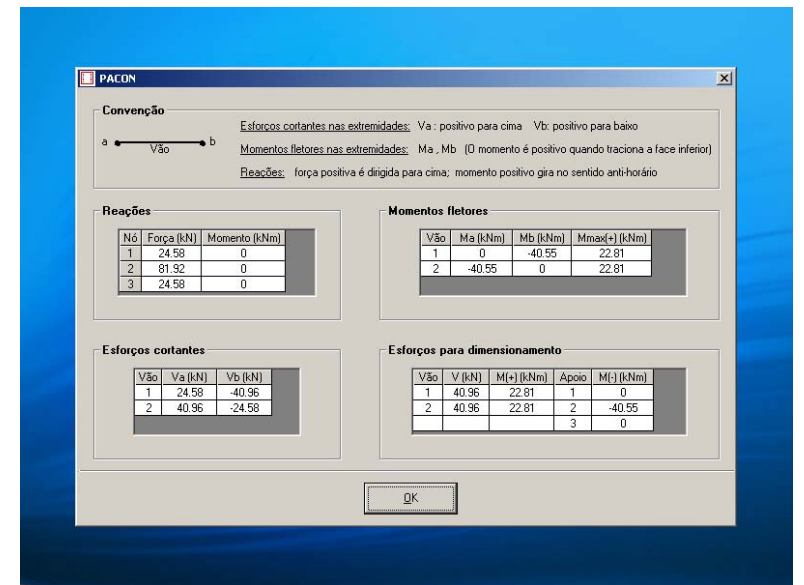 PACON
Convenção
a Vão b
Esforços cortantes nas extremidades: Va : positivo para cima Vb: positivo para baixo
Momentos fletores nas extremidades: Ma , Mb (O momento é positivo quando traciona a face inferior)
Reações: força positiva é dirigida para cima; momento positivo gira no sentido anti-horário
Reações
Nó Força (kN) Momento (kNm)
1 24.58 0
2 81.92 0
3 24.58 0
Momentos fletores
Vão Ma (kNm) Mb (kNm) Mmax(+) (kNm)
1 0 -40.55 22.81
2 -40.55 0 22.81
Esforços cortantes
Vão Va (kN) Vb (kN)
1 24.58 -40.96
2 40.96 -24.58
Esforços para dimensionamento
Vão V (kN) M(+) (kNm) Apoio M(-) (kNm)
1 40.96 22.81 1 0
2 40.96 22.81 2 -40.55
3 0
OK